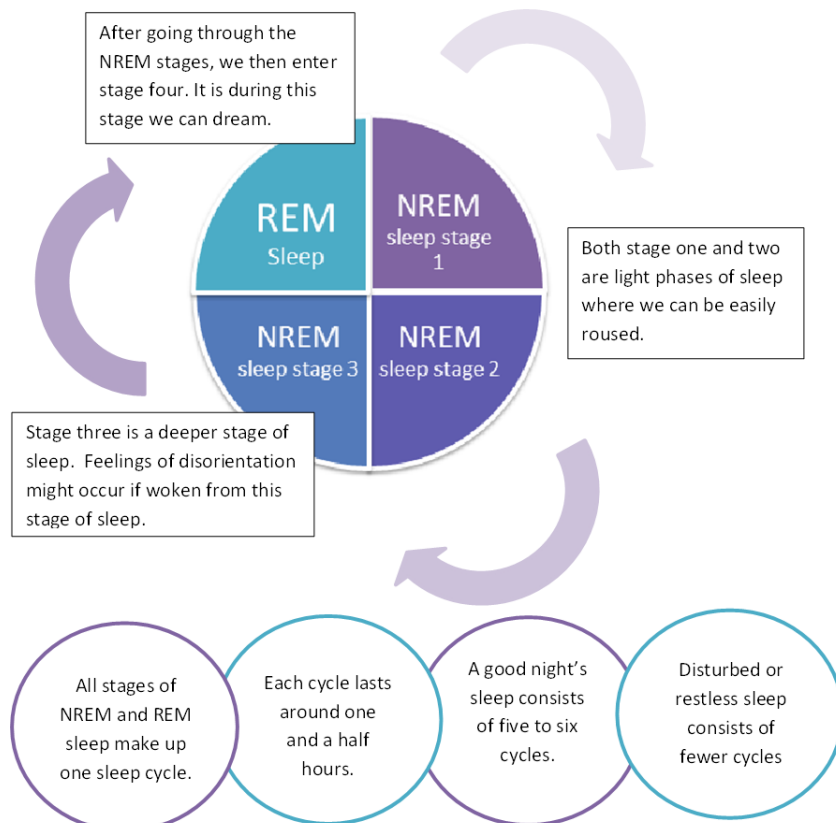 After going through the
NREM stages, we then enter
stage four. It is during this
stage we can dream.
REM
Sleep
NREM
sleep stage
1
Both stage one and two
are light phases of sleep
where we can be easily
roused.
NREM
sleep stage 3
NREM
sleep stage 2
Stage three is a deeper stage of
sleep.  Feelings of disorientation
might occur if woken from this
stage of sleep.
All stages of
NREM and REM
sleep make up
one sleep cycle.
Each cycle lasts
around one
and a half
hours.
A good night’s
sleep consists
of five to six
cycles.
Disturbed or
restless sleep
consists of
fewer cycles